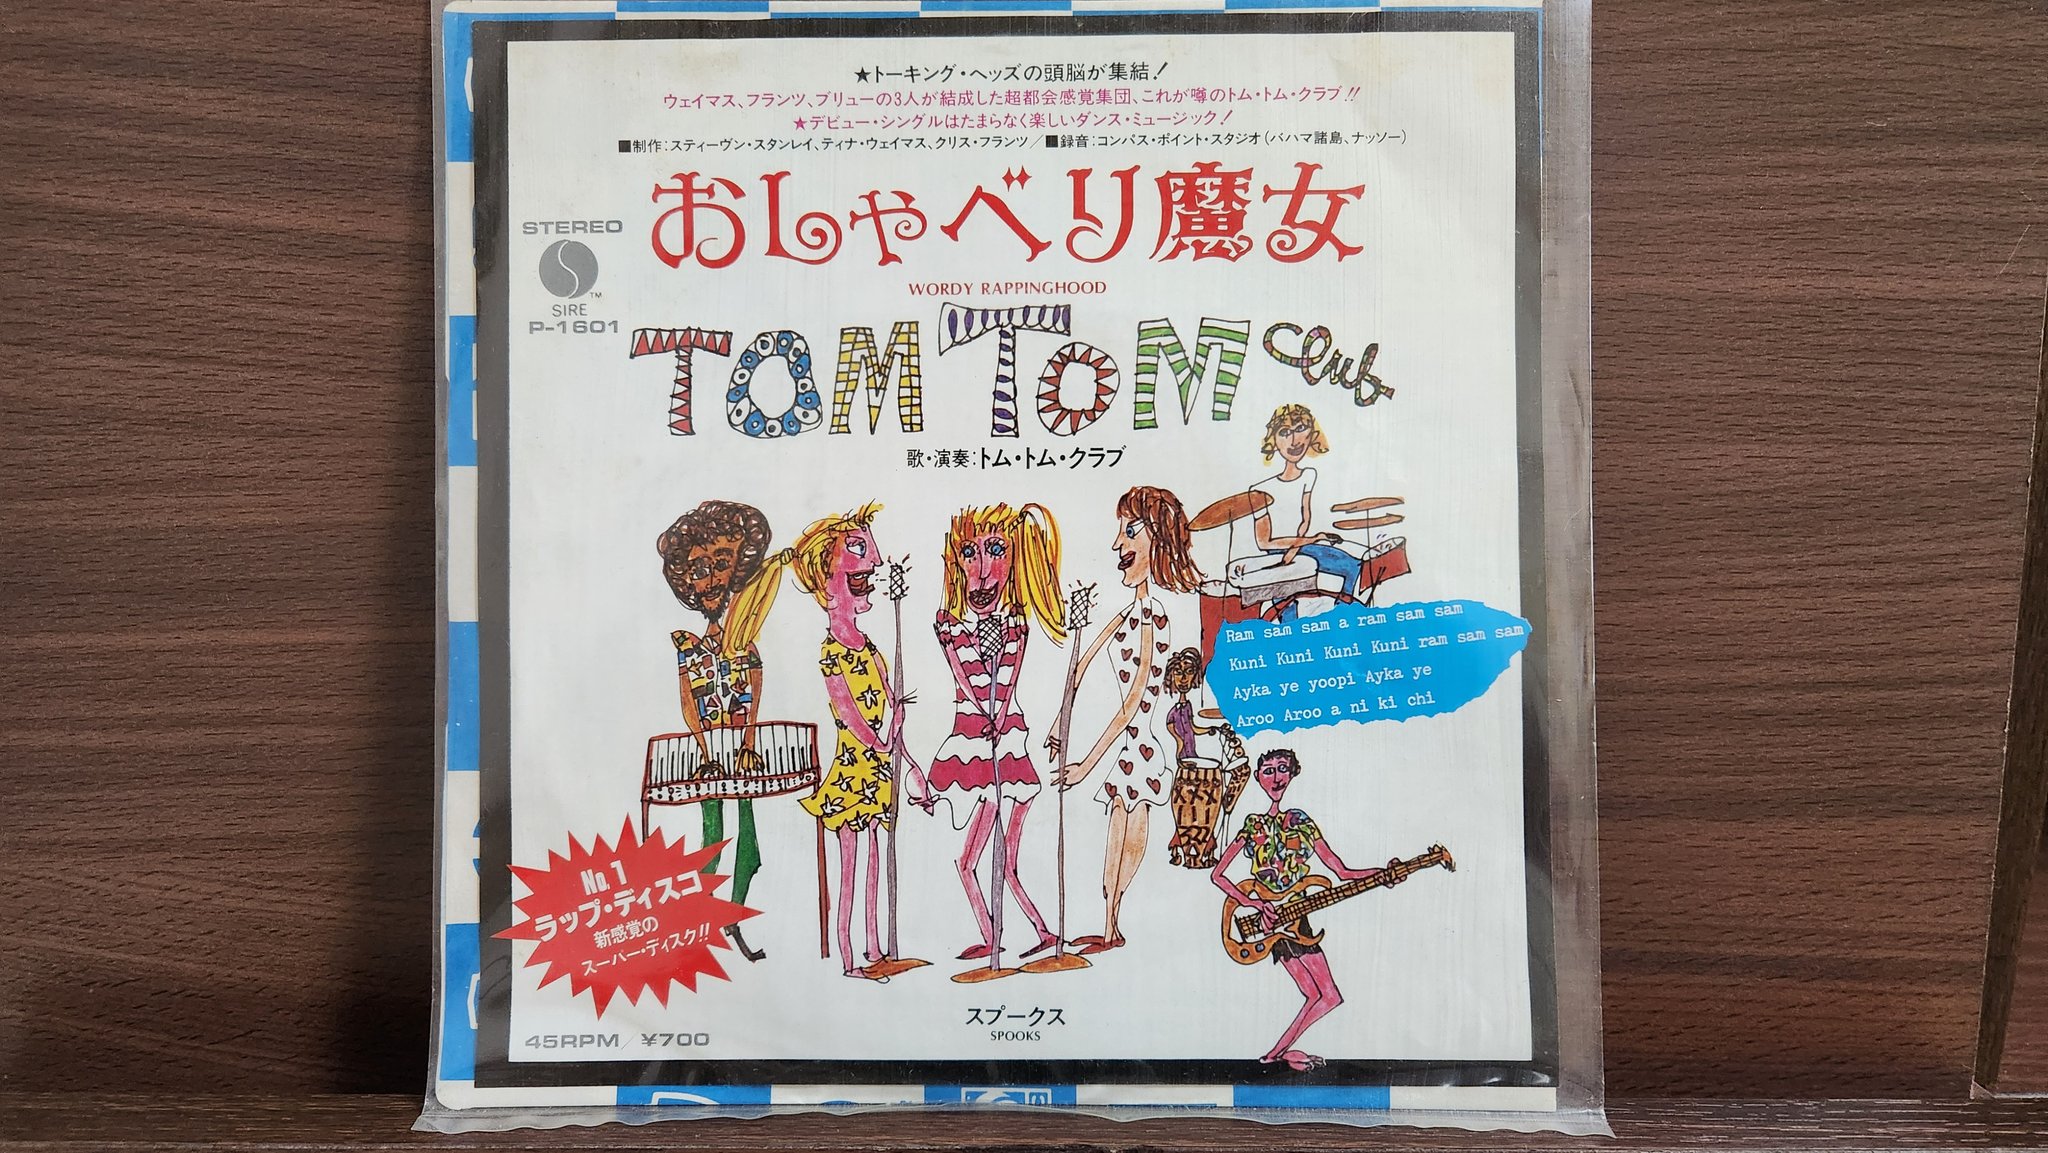 ★トーキング・ヘッズの頭脳が集結!
ウェイマス、フランツ、ブリューの3人が結成した超都会感覚集団、これが噂のトム・トム・クラブ!!
★デビュー・シングルはたまらなく楽しいダンス・ミュージック!
■制作:スティーヴン・スタンレイ、ティナ・ウェイマス、クリス・フランツ/■録音:コンパス・ポイント・スタジオ(バハマ諸島、ナッソー)
おしゃべり魔女
WORDY RAPPINGHOOD
STEREO
SIRE
TM
P-1601
TOM TOM Club
歌・演奏:トム・トム・クラブ
Ram sam sam a ram sam sam
Kuni Kuni Kuni Kuni ram sam sam
Ayka ye yoopi Ayka ye
Aroo Aroo a ni ki chi
No.1
ラップ・ディスコ
新感覚の
スーパー・ディスク!!
スプークス
SPOOKS
45RPM/¥700